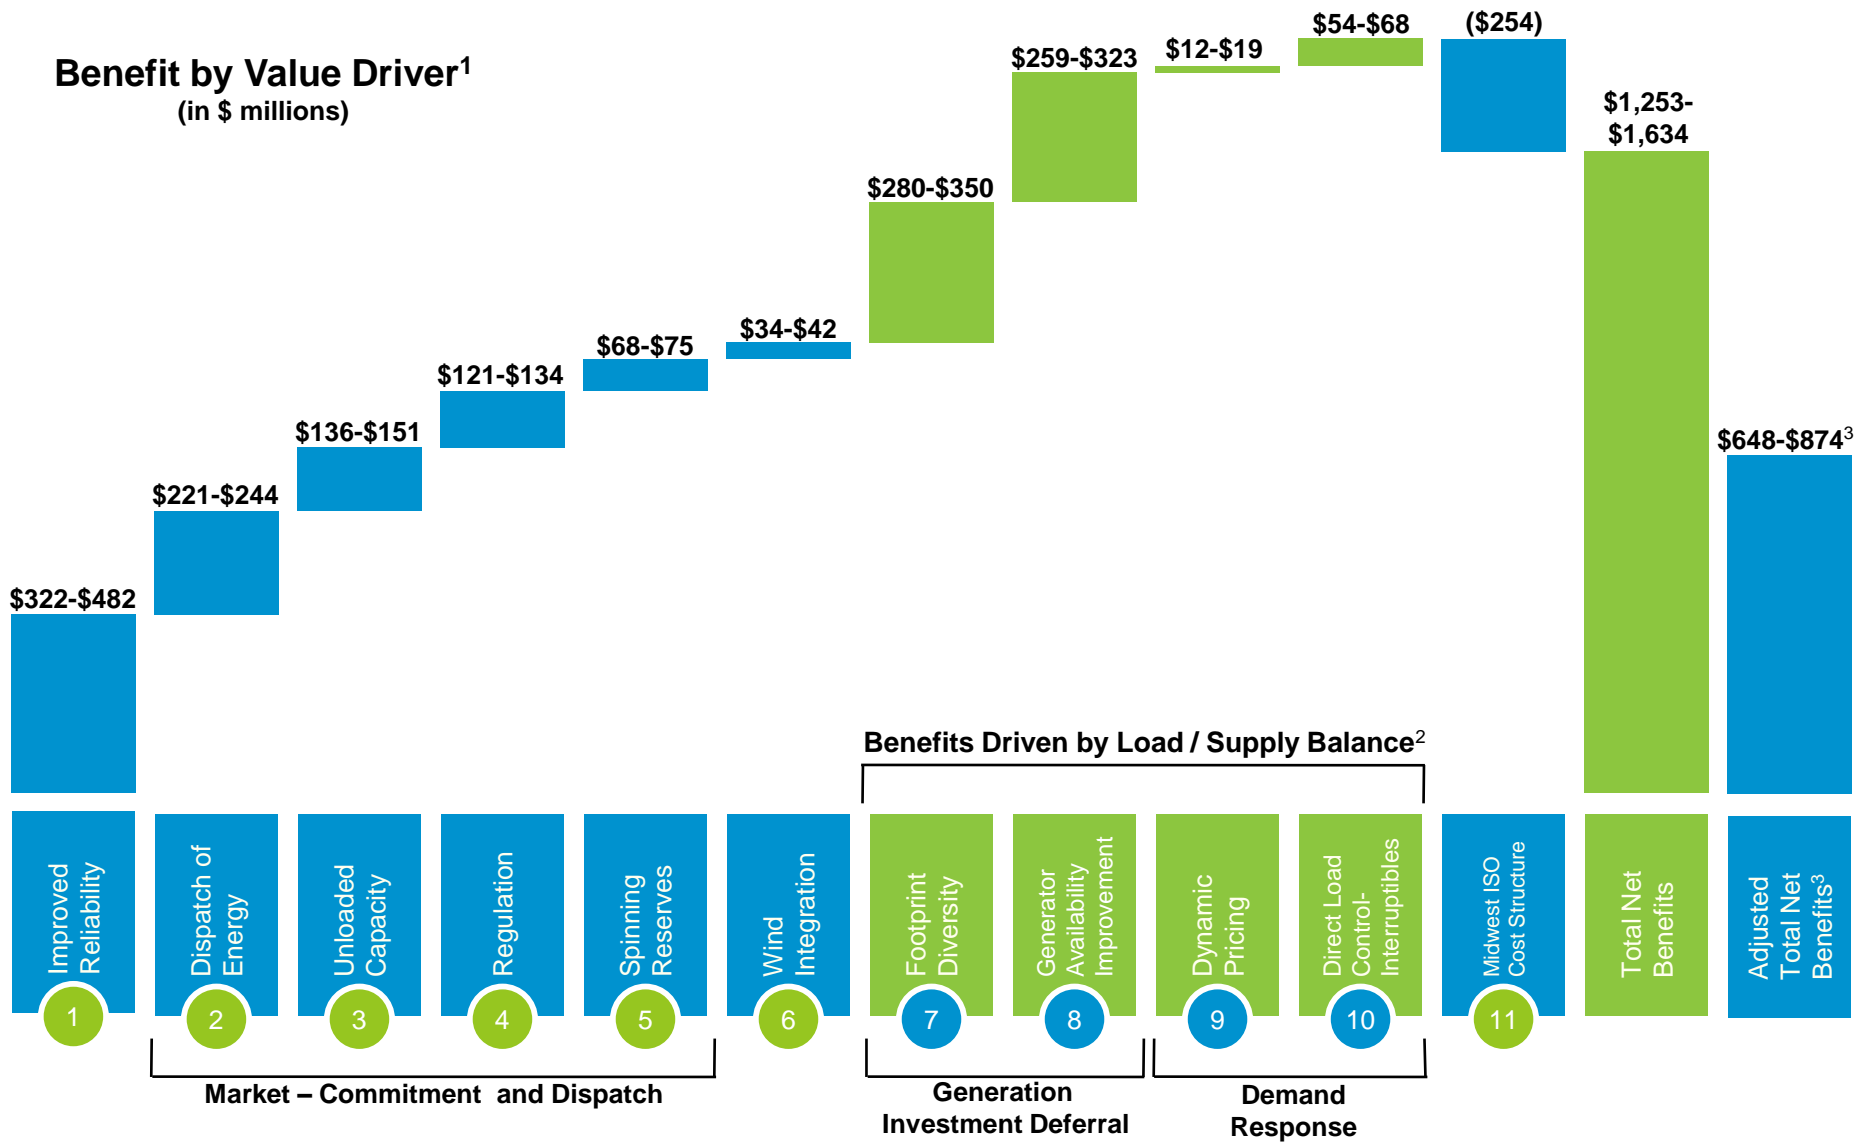 Benefit by Value Driver1
(in $ millions)
$322-$482
$221-$244
$136-$151
$121-$134
$68-$75
$34-$42
$280-$350
$259-$323
$12-$19
$54-$68
($254)
$1,253-
$1,634
$648-$8743
Benefits Driven by Load / Supply Balance2
Improved
Reliability
Dispatch of
Energy
Unloaded
Capacity
Regulation
Spinning
Reserves
Wind
Integration
Footprint
Diversity
Generator
Availability
Improvement
Dynamic
Pricing
Direct Load
Control-
Interruptibles
Midwest ISO
Cost Structure
Total Net
Benefits
Adjusted
Total Net
Benefits3
1
2
3
4
5
6
7
8
9
10
11
Market – Commitment and Dispatch
Generation
Investment Deferral
Demand
Response